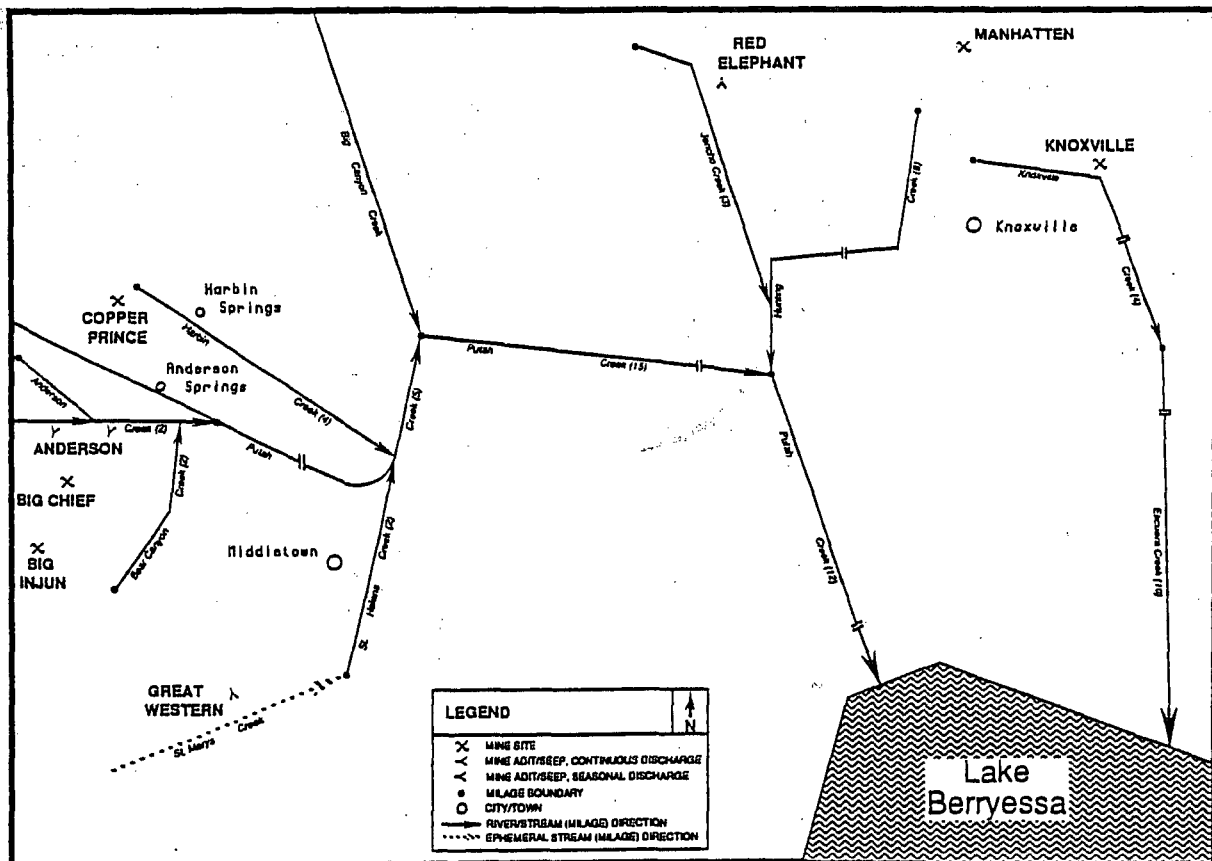 RED
ELEPHANT
MANHATTEN
KNOXVILLE
Knoxville
Knoxville
Creek (4)
Creek (8)
Jericho Creek (3)
Hunting
Big Canyon Creek
Harbin
Springs
COPPER
PRINCE
Harbin
Creek (4)
Anderson
Springs
Anderson
Creek (2)
ANDERSON
Putah
Creek (5)
Putah
Creek (15)
BIG CHIEF
Creek (2)
Bear Canyon
BIG
INJUN
Middletown
St. Helena
Creek (2)
Putah
Creek (12)
Creek (10)
GREAT
WESTERN
St. Marys Creek
LEGEND
N
MINE SITE
MINE ADIT/SEEP, CONTINUOUS DISCHARGE
MINE ADIT/SEEP, SEASONAL DISCHARGE
MILAGE BOUNDARY
CITY/TOWN
RIVER/STREAM (MILAGE) DIRECTION
EPHEMERAL STREAM (MILAGE) DIRECTION
Lake
Berryessa